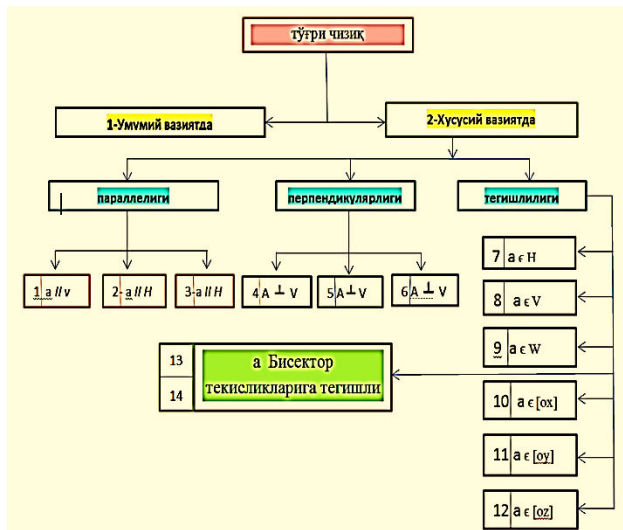 тўғри чизиқ
1-Умумий вазиятда
2-Хусусий вазиятда
параллелиги
перпендикулярлиги
тегишлилиги
1 a // v
2- a // H
3-a // H
4 A ⊥ V
5 A ⊥ V
6 A ⊥ V
7 a є H
8 a є V
9 a є W
10 a є [ox]
11 a є [oy]
12 a є [oz]
13
14
а Бисектор
текисликларига тегишли